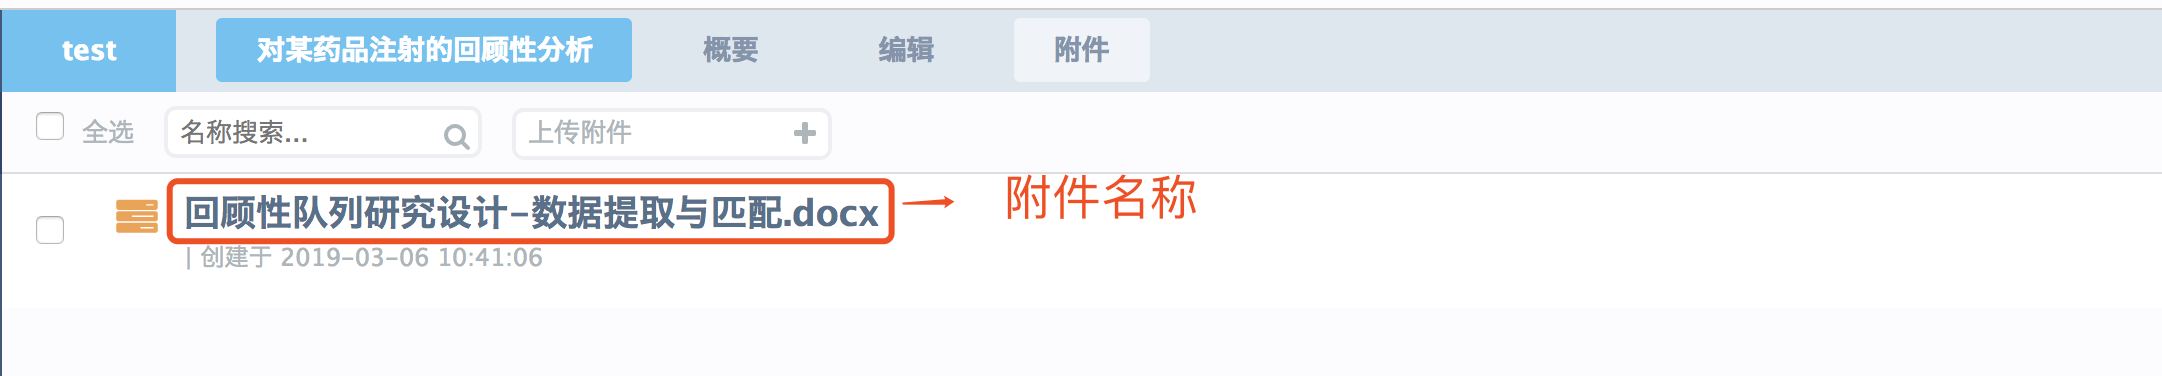 test 对某药品注射的回顾性分析 概要 编辑 附件
全选 名称搜索... 上传附件
回顾性队列研究设计-数据提取与匹配.docx 附件名称
| 创建于 2019-03-06 10:41:06